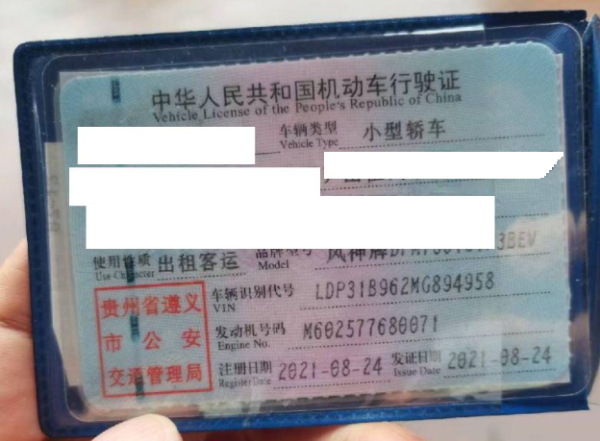 中华人民共和国机动车行驶证
Vehicle License of the People's Republic of China
车辆类型 小型轿车
Vehicle Type
使用性质 出租客运 品牌型号 风神牌
Use Character Model 3BEV
车辆识别代号 LDP31B962MG894958
VIN
发动机号码 M602577680071
Engine No.
贵州省遵义
市公安
交通管理局
注册日期 2021-08-24 发证日期 2021-08-24
Register Date Issue Date